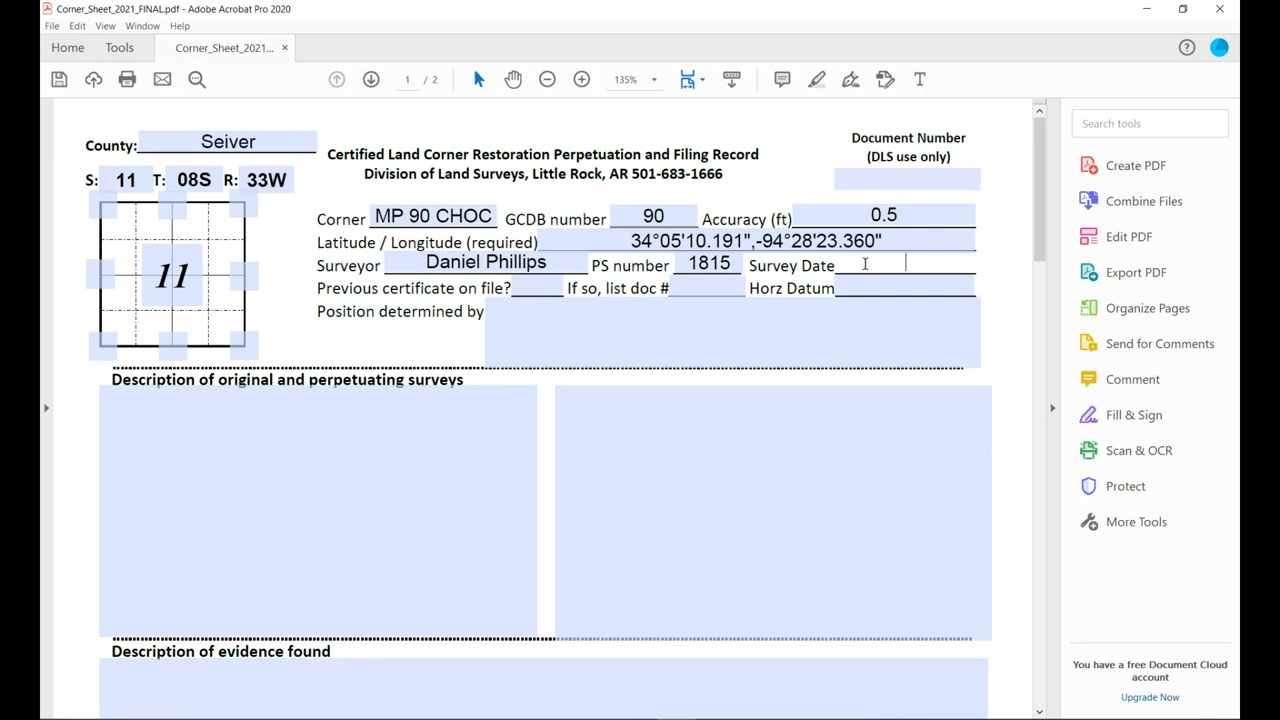 Corner_Sheet_2021_FINAL.pdf - Adobe Acrobat Pro 2020
File Edit View Window Help
Home Tools Corner_Sheet_2021... ×
1 / 2 135%
County: Seiver
S: 11 T: 08S R: 33W
11
Certified Land Corner Restoration Perpetuation and Filing Record
Division of Land Surveys, Little Rock, AR 501-683-1666
Document Number
(DLS use only)
Corner MP 90 CHOC GCDB number 90 Accuracy (ft) 0.5
Latitude / Longitude (required) 34°05'10.191",-94°28'23.360"
Surveyor Daniel Phillips PS number 1815 Survey Date
Previous certificate on file? If so, list doc # Horz Datum
Position determined by
Description of original and perpetuating surveys
Description of evidence found
Search tools
Create PDF
Combine Files
Edit PDF
Export PDF
Organize Pages
Send for Comments
Comment
Fill & Sign
Scan & OCR
Protect
More Tools
You have a free Document Cloud
account
Upgrade Now